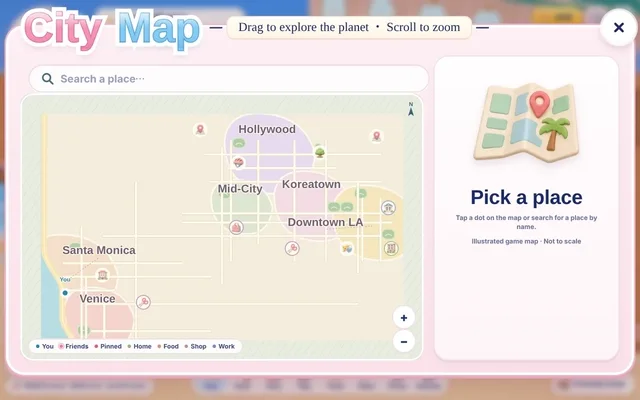 City Map
Drag to explore the planet • Scroll to zoom
Search a place···
N
Hollywood
Mid-City
Koreatown
Downtown LA
Santa Monica
You
Venice
You Friends Pinned Home Food Shop Work
Pick a place
Tap a dot on the map or search for a place by
name.
Illustrated game map · Not to scale